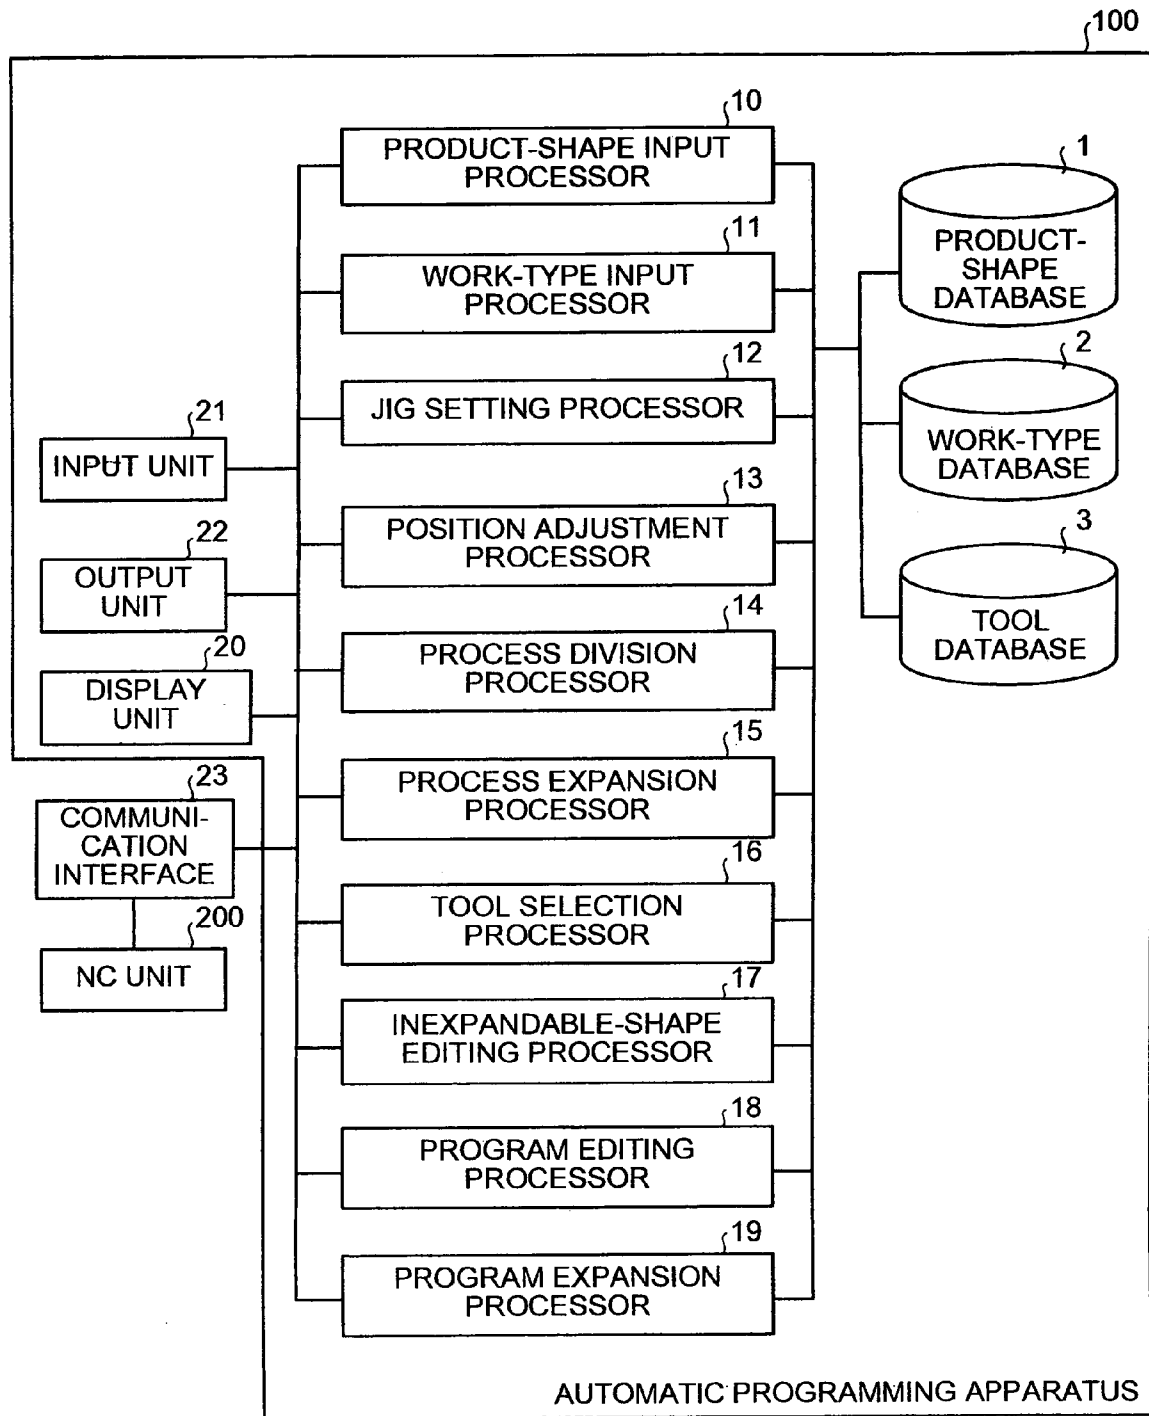 100
10
PRODUCT-SHAPE INPUT
PROCESSOR
11
WORK-TYPE INPUT
PROCESSOR
12
JIG SETTING PROCESSOR
13
POSITION ADJUSTMENT
PROCESSOR
14
PROCESS DIVISION
PROCESSOR
15
PROCESS EXPANSION
PROCESSOR
16
TOOL SELECTION
PROCESSOR
17
INEXPANDABLE-SHAPE
EDITING PROCESSOR
18
PROGRAM EDITING
PROCESSOR
19
PROGRAM EXPANSION
PROCESSOR
21
INPUT UNIT
22
OUTPUT
UNIT
20
DISPLAY
UNIT
23
COMMUNI-
CATION
INTERFACE
200
NC UNIT
1
PRODUCT-
SHAPE
DATABASE
2
WORK-TYPE
DATABASE
3
TOOL
DATABASE
AUTOMATIC PROGRAMMING APPARATUS